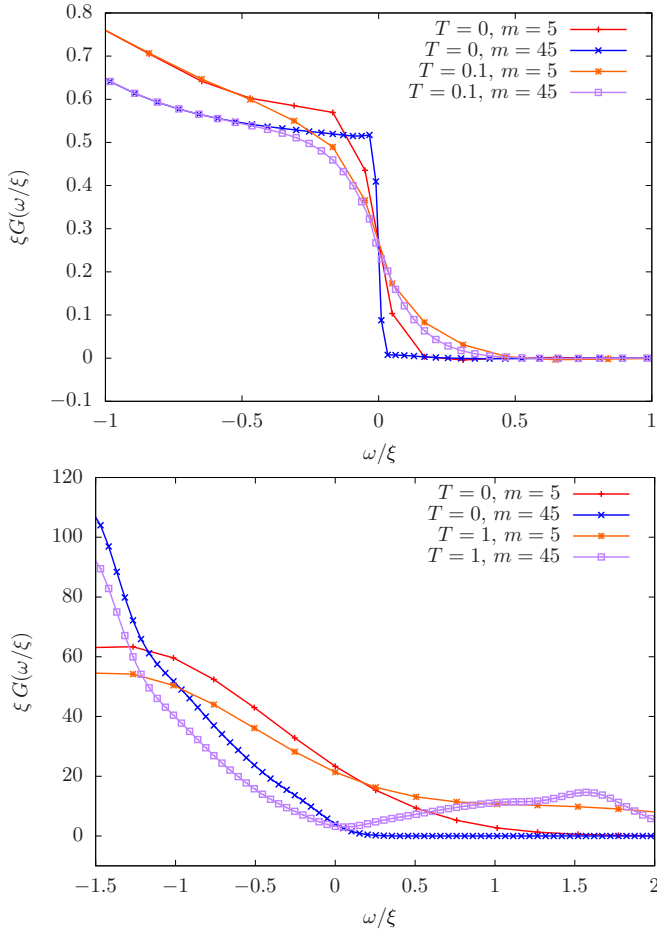 0.8
0.7
0.6
0.5
0.4
0.3
0.2
0.1
0
−0.1
ξG(ω/ξ)
T = 0, m = 5
T = 0, m = 45
T = 0.1, m = 5
T = 0.1, m = 45
−1 −0.5 0 0.5 1
ω/ξ
120
100
80
60
40
20
0
ξ G(ω/ξ)
T = 0, m = 5
T = 0, m = 45
T = 1, m = 5
T = 1, m = 45
−1.5 −1 −0.5 0 0.5 1 1.5 2
ω/ξ